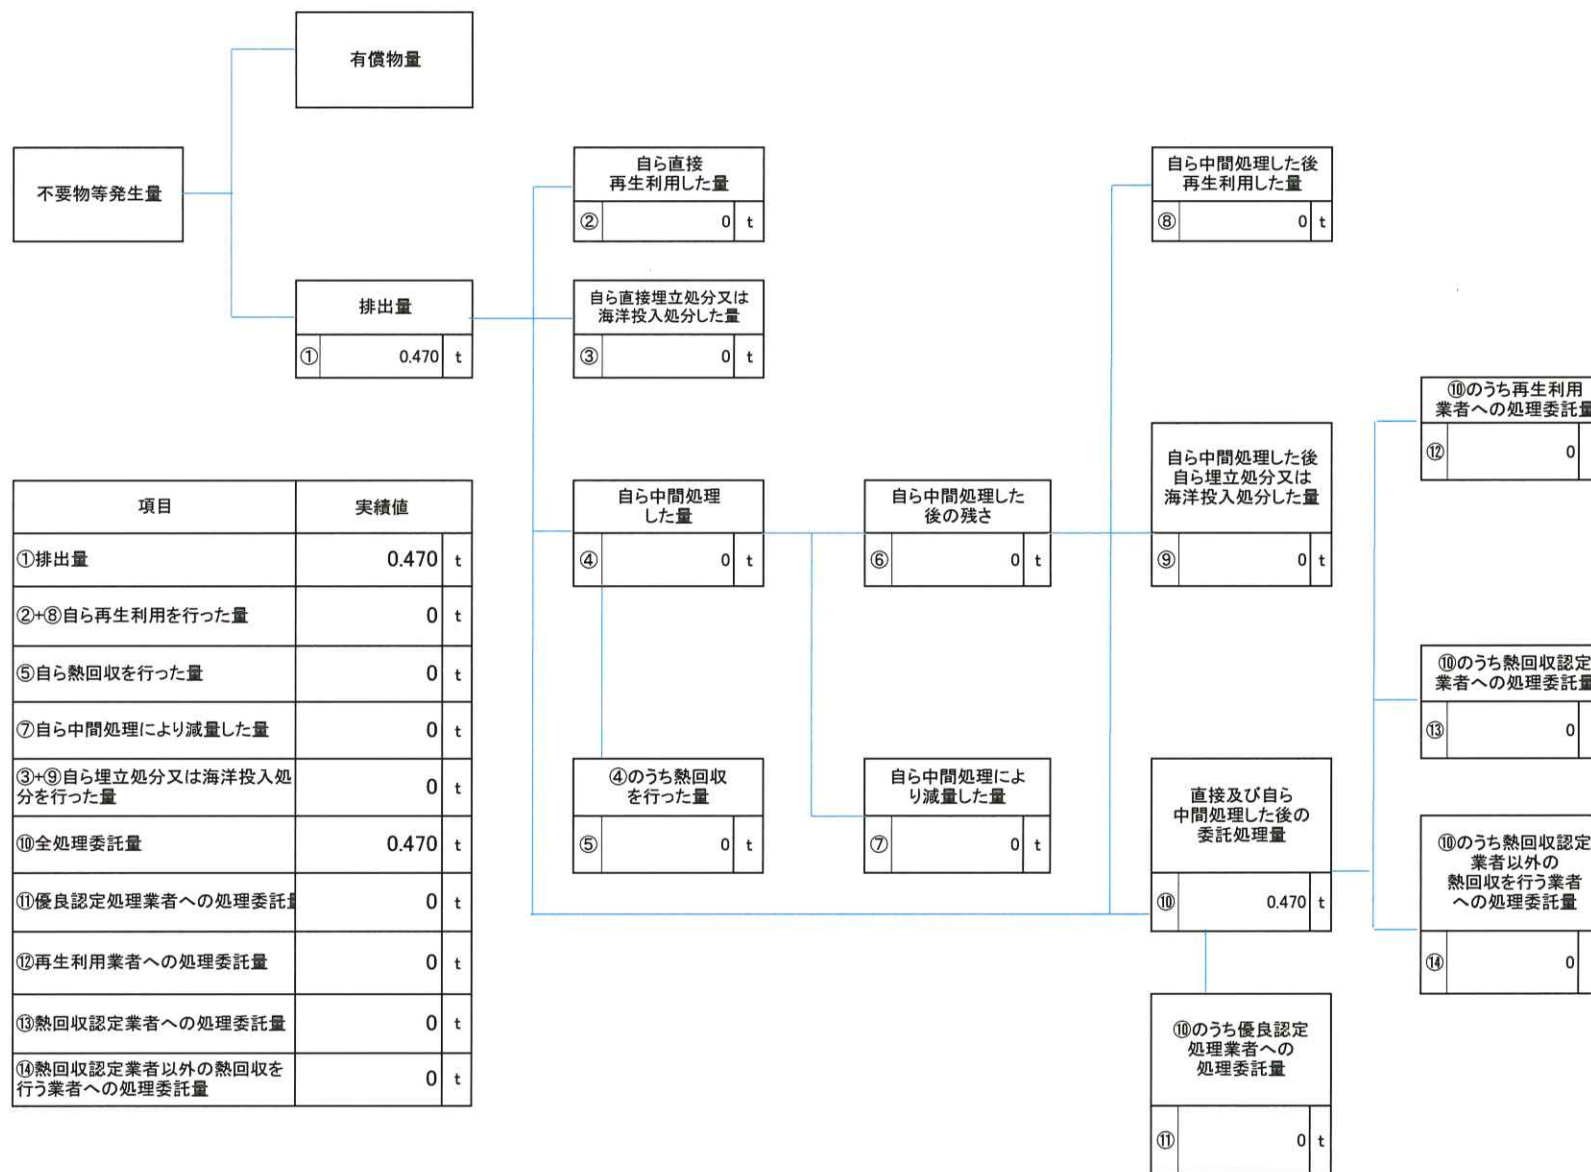 有償物量
不要物等発生量
排出量
① 0.470 t
自ら直接
再生利用した量
② 0 t
自ら直接埋立処分又は
海洋投入処分した量
③ 0 t
自ら中間処理
した量
④ 0 t
④のうち熱回収
を行った量
⑤ 0 t
自ら中間処理した
後の残さ
⑥ 0 t
自ら中間処理によ
り減量した量
⑦ 0 t
自ら中間処理した後
再生利用した量
⑧ 0 t
自ら中間処理した後
自ら埋立処分又は
海洋投入処分した量
⑨ 0 t
直接及び自ら
中間処理した後の
委託処理量
⑩ 0.470 t
⑩のうち優良認定
処理業者への
処理委託量
⑪ 0 t
⑩のうち再生利用
業者への処理委託量
⑫ 0
⑩のうち熱回収認定
業者への処理委託量
⑬ 0
⑩のうち熱回収認定
業者以外の
熱回収を行う業者
への処理委託量
⑭ 0
項目 実績値
①排出量 0.470 t
②+⑧自ら再生利用を行った量 0 t
⑤自ら熱回収を行った量 0 t
⑦自ら中間処理により減量した量 0 t
③+⑨自ら埋立処分又は海洋投入処
分を行った量 0 t
⑩全処理委託量 0.470 t
⑪優良認定処理業者への処理委託量 0 t
⑫再生利用業者への処理委託量 0 t
⑬熱回収認定業者への処理委託量 0 t
⑭熱回収認定業者以外の熱回収を
行う業者への処理委託量 0 t